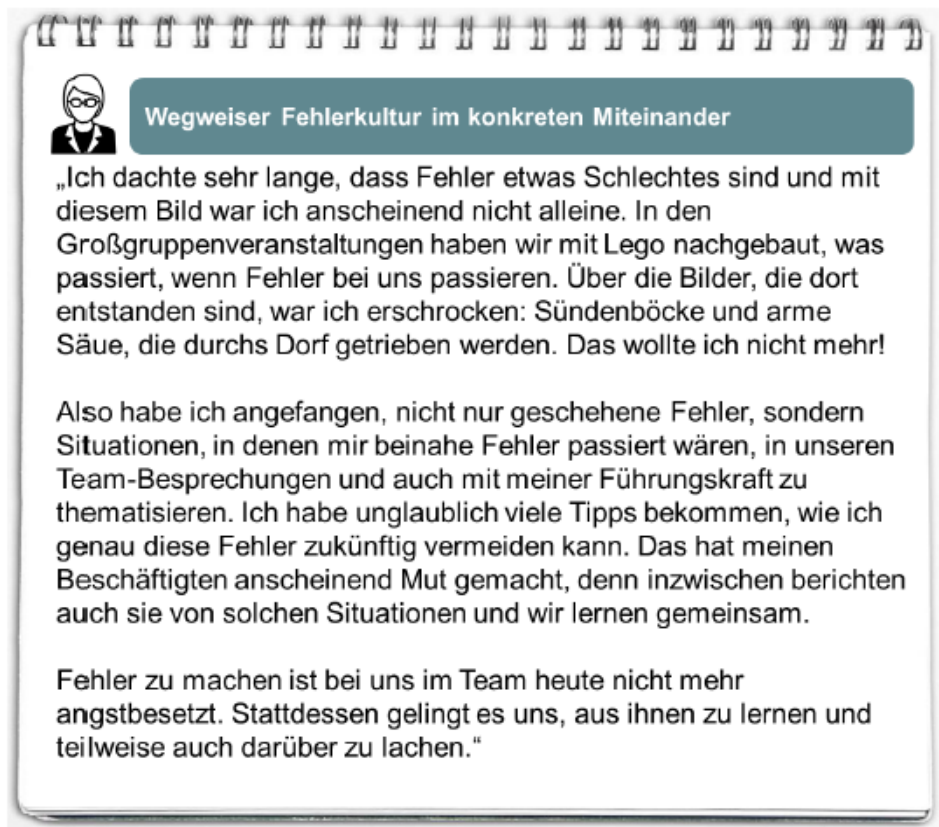 Wegweiser Fehlerkultur im konkreten Miteinander
„Ich dachte sehr lange, dass Fehler etwas Schlechtes sind und mit
diesem Bild war ich anscheinend nicht alleine. In den
Großgruppenveranstaltungen haben wir mit Lego nachgebaut, was
passiert, wenn Fehler bei uns passieren. Über die Bilder, die dort
entstanden sind, war ich erschrocken: Sündenböcke und arme
Säue, die durchs Dorf getrieben werden. Das wollte ich nicht mehr!
Also habe ich angefangen, nicht nur geschehene Fehler, sondern
Situationen, in denen mir beinahe Fehler passiert wären, in unseren
Team-Besprechungen und auch mit meiner Führungskraft zu
thematisieren. Ich habe unglaublich viele Tipps bekommen, wie ich
genau diese Fehler zukünftig vermeiden kann. Das hat meinen
Beschäftigten anscheinend Mut gemacht, denn inzwischen berichten
auch sie von solchen Situationen und wir lernen gemeinsam.
Fehler zu machen ist bei uns im Team heute nicht mehr
angstbesetzt. Stattdessen gelingt es uns, aus ihnen zu lernen und
teilweise auch darüber zu lachen.“